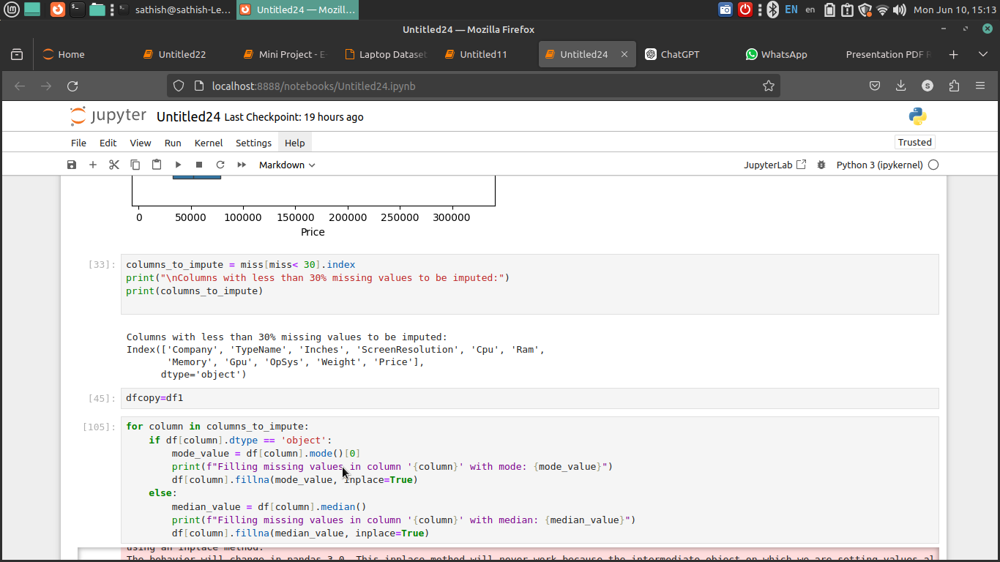 sathish@sathish-Le... Untitled24 — Mozill... EN en Mon Jun 10, 15:13
Untitled24 — Mozilla Firefox
Home Untitled22 Mini Project - E Laptop Dataset Untitled11 Untitled24 ChatGPT WhatsApp Presentation PDF
localhost:8888/notebooks/Untitled24.ipynb S
jupyter Untitled24 Last Checkpoint: 19 hours ago
File Edit View Run Kernel Settings Help Trusted
Markdown JupyterLab Python 3 (ipykernel)
0 50000 100000 150000 200000 250000 300000
Price
[33]: columns_to_impute = miss[miss< 30].index
print("\nColumns with less than 30% missing values to be imputed:")
print(columns_to_impute)
Columns with less than 30% missing values to be imputed:
Index(['Company', 'TypeName', 'Inches', 'ScreenResolution', 'Cpu', 'Ram',
'Memory', 'Gpu', 'OpSys', 'Weight', 'Price'],
dtype='object')
[45]: dfcopy=df1
[105]: for column in columns_to_impute:
if df[column].dtype == 'object':
mode_value = df[column].mode()[0]
print(f"Filling missing values in column '{column}' with mode: {mode_value}")
df[column].fillna(mode_value, inplace=True)
else:
median_value = df[column].median()
print(f"Filling missing values in column '{column}' with median: {median_value}")
df[column].fillna(median_value, inplace=True)
using an inplace method.
The behavior will change in pandas 3.0. This inplace method will never work because the intermediate object on which we are setting values al